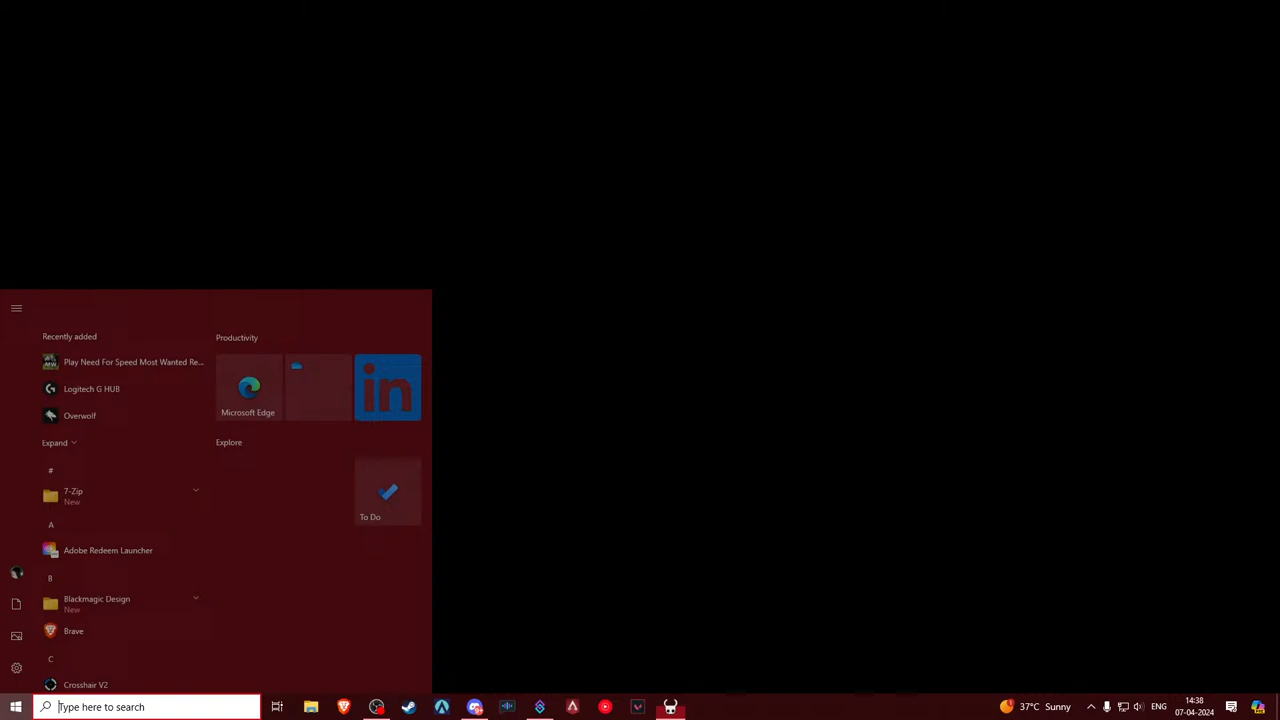 Recently added
Productivity
Play Need For Speed Most Wanted Re...
Logitech G HUB
Overwolf
Microsoft Edge
in
Expand
Explore
#
7-Zip
New
To Do
A
Adobe Redeem Launcher
B
Blackmagic Design
New
Brave
C
Crosshair V2
Type here to search
37°C Sunny
ENG
14:38
07-04-2024